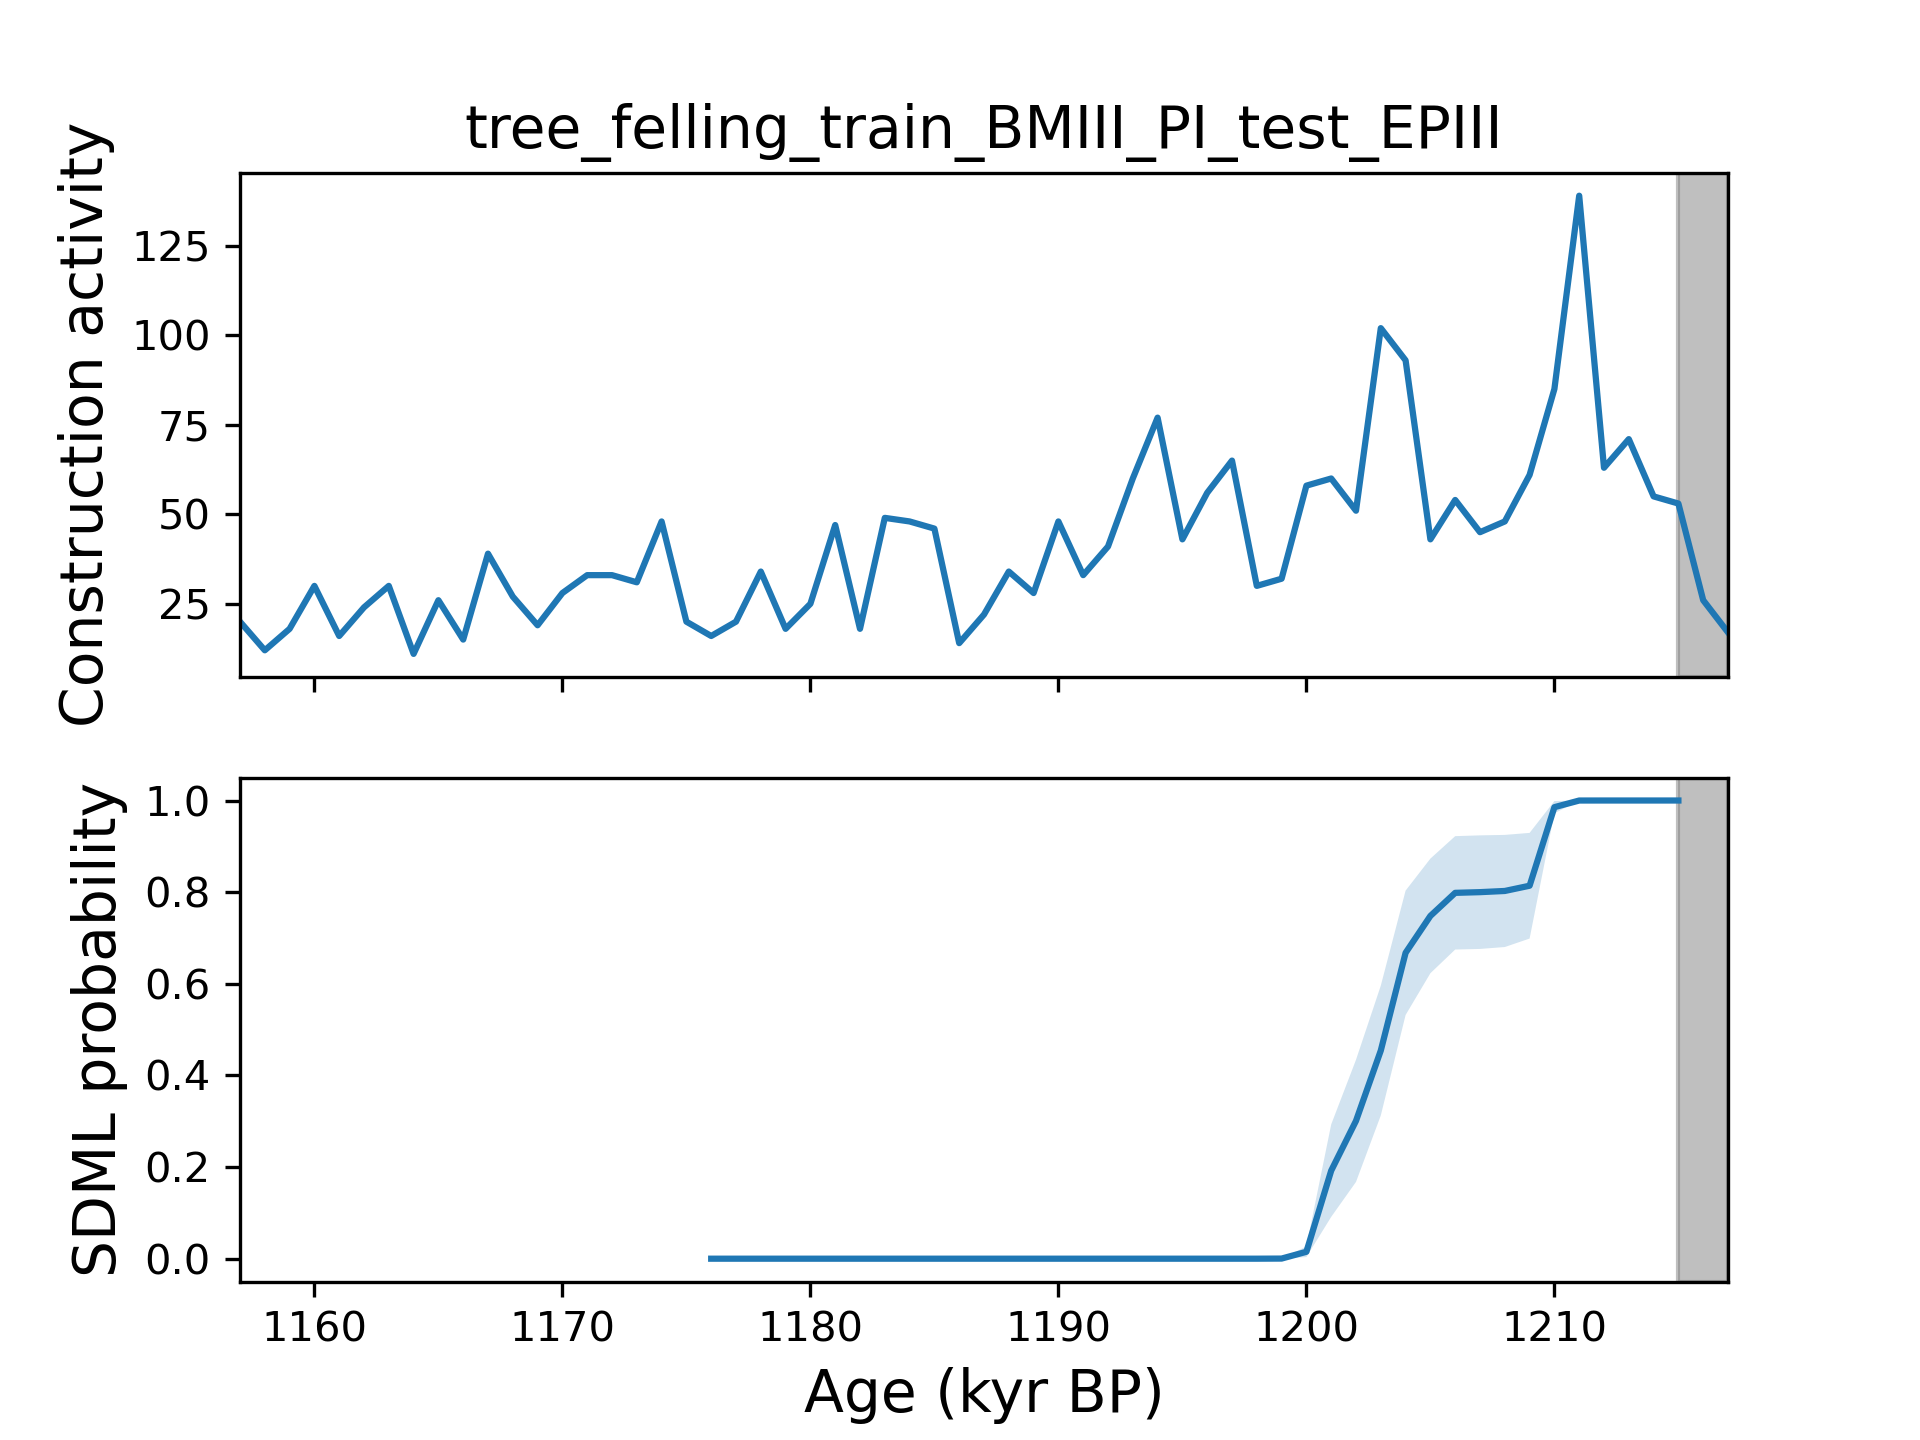 tree_felling_train_BMIII_PI_test_EPIII
Construction activity
125
100
75
50
25
SDML probability
1.0
0.8
0.6
0.4
0.2
0.0
1160 1170 1180 1190 1200 1210
Age (kyr BP)